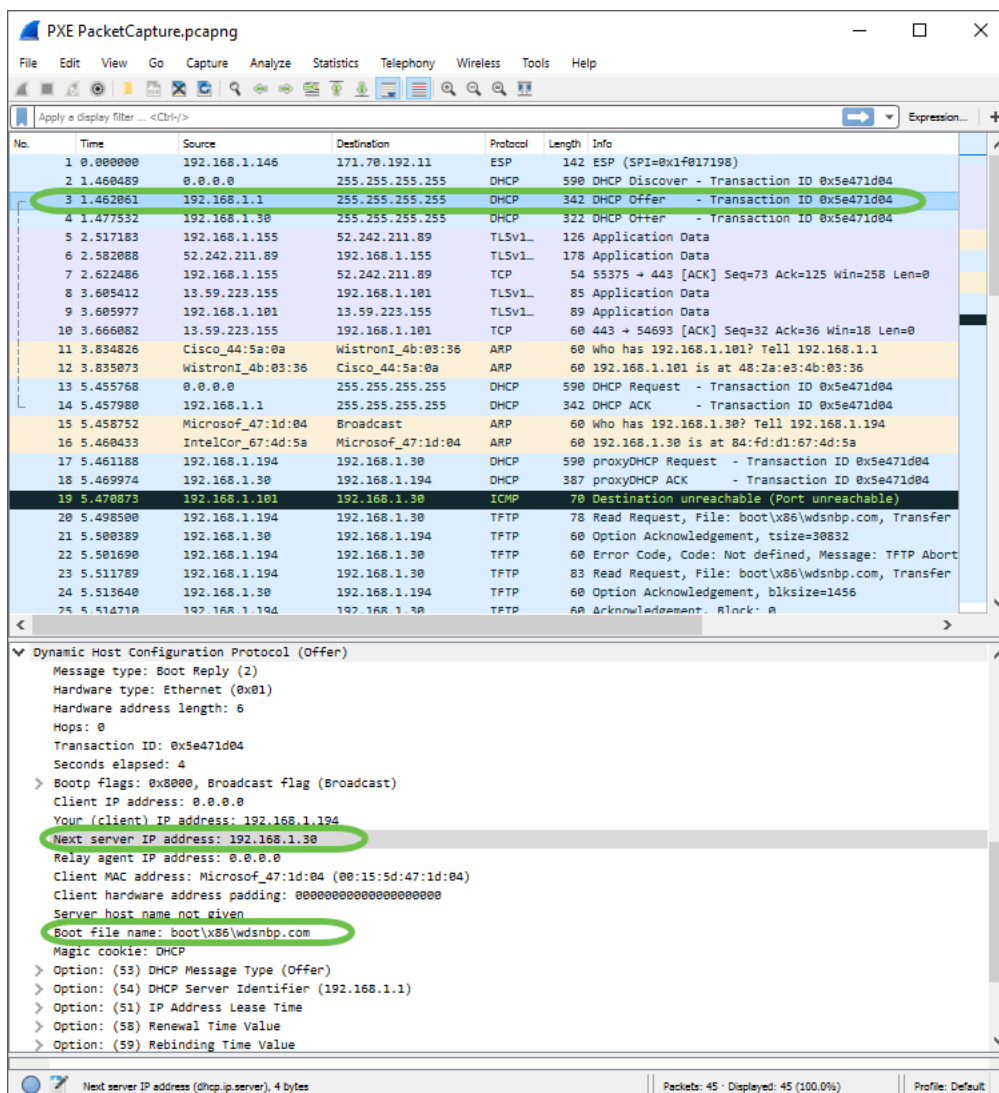 PXE PacketCapture.pcapng
File Edit View Go Capture Analyze Statistics Telephony Wireless Tools Help
Apply a display filter ... <Ctrl-/> Expression... +
No. Time Source Destination Protocol Length Info
1 0.000000 192.168.1.146 171.70.192.11 ESP 142 ESP (SPI=0x1f017198)
2 1.460489 0.0.0.0 255.255.255.255 DHCP 590 DHCP Discover - Transaction ID 0x5e471d04
3 1.462061 192.168.1.1 255.255.255.255 DHCP 342 DHCP Offer - Transaction ID 0x5e471d04
4 1.477532 192.168.1.30 255.255.255.255 DHCP 322 DHCP Offer - Transaction ID 0x5e471d04
5 2.517183 192.168.1.155 52.242.211.89 TLSv1… 126 Application Data
6 2.582088 52.242.211.89 192.168.1.155 TLSv1… 178 Application Data
7 2.622486 192.168.1.155 52.242.211.89 TCP 54 55375 → 443 [ACK] Seq=73 Ack=125 Win=258 Len=0
8 3.605412 13.59.223.155 192.168.1.101 TLSv1… 85 Application Data
9 3.605977 192.168.1.101 13.59.223.155 TLSv1… 89 Application Data
10 3.666082 13.59.223.155 192.168.1.101 TCP 60 443 → 54693 [ACK] Seq=32 Ack=36 Win=18 Len=0
11 3.834826 Cisco_44:5a:0a WistronI_4b:03:36 ARP 60 Who has 192.168.1.101? Tell 192.168.1.1
12 3.835073 WistronI_4b:03:36 Cisco_44:5a:0a ARP 60 192.168.1.101 is at 48:2a:e3:4b:03:36
13 5.455768 0.0.0.0 255.255.255.255 DHCP 590 DHCP Request - Transaction ID 0x5e471d04
14 5.457980 192.168.1.1 255.255.255.255 DHCP 342 DHCP ACK - Transaction ID 0x5e471d04
15 5.458752 Microsof_47:1d:04 Broadcast ARP 60 Who has 192.168.1.30? Tell 192.168.1.194
16 5.460433 IntelCor_67:4d:5a Microsof_47:1d:04 ARP 60 192.168.1.30 is at 84:fd:d1:67:4d:5a
17 5.461188 192.168.1.194 192.168.1.30 DHCP 590 proxyDHCP Request - Transaction ID 0x5e471d04
18 5.469974 192.168.1.30 192.168.1.194 DHCP 387 proxyDHCP ACK - Transaction ID 0x5e471d04
19 5.470873 192.168.1.101 192.168.1.30 ICMP 70 Destination unreachable (Port unreachable)
20 5.498500 192.168.1.194 192.168.1.30 TFTP 78 Read Request, File: boot\x86\wdsnbp.com, Transfer
21 5.500389 192.168.1.30 192.168.1.194 TFTP 60 Option Acknowledgement, tsize=30832
22 5.501690 192.168.1.194 192.168.1.30 TFTP 60 Error Code, Code: Not defined, Message: TFTP Abort
23 5.511789 192.168.1.194 192.168.1.30 TFTP 83 Read Request, File: boot\x86\wdsnbp.com, Transfer
24 5.513640 192.168.1.30 192.168.1.194 TFTP 60 Option Acknowledgement, blksize=1456
25 5.514710 192.168.1.194 192.168.1.30 TFTP 60 Acknowledgement, Block: 0
Dynamic Host Configuration Protocol (Offer)
Message type: Boot Reply (2)
Hardware type: Ethernet (0x01)
Hardware address length: 6
Hops: 0
Transaction ID: 0x5e471d04
Seconds elapsed: 4
Bootp flags: 0x8000, Broadcast flag (Broadcast)
Client IP address: 0.0.0.0
Your (client) IP address: 192.168.1.194
Next server IP address: 192.168.1.30
Relay agent IP address: 0.0.0.0
Client MAC address: Microsof_47:1d:04 (00:15:5d:47:1d:04)
Client hardware address padding: 00000000000000000000
Server host name not given
Boot file name: boot\x86\wdsnbp.com
Magic cookie: DHCP
Option: (53) DHCP Message Type (Offer)
Option: (54) DHCP Server Identifier (192.168.1.1)
Option: (51) IP Address Lease Time
Option: (58) Renewal Time Value
Option: (59) Rebinding Time Value
Next server IP address (dhcp.ip.server), 4 bytes Packets: 45 · Displayed: 45 (100.0%) Profile: Default